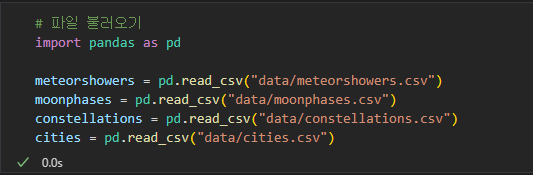 # 파일 불러오기
import pandas as pd
meteorshowers = pd.read_csv("data/meteorshowers.csv")
moonphases = pd.read_csv("data/moonphases.csv")
constellations = pd.read_csv("data/constellations.csv")
cities = pd.read_csv("data/cities.csv")
0.0s